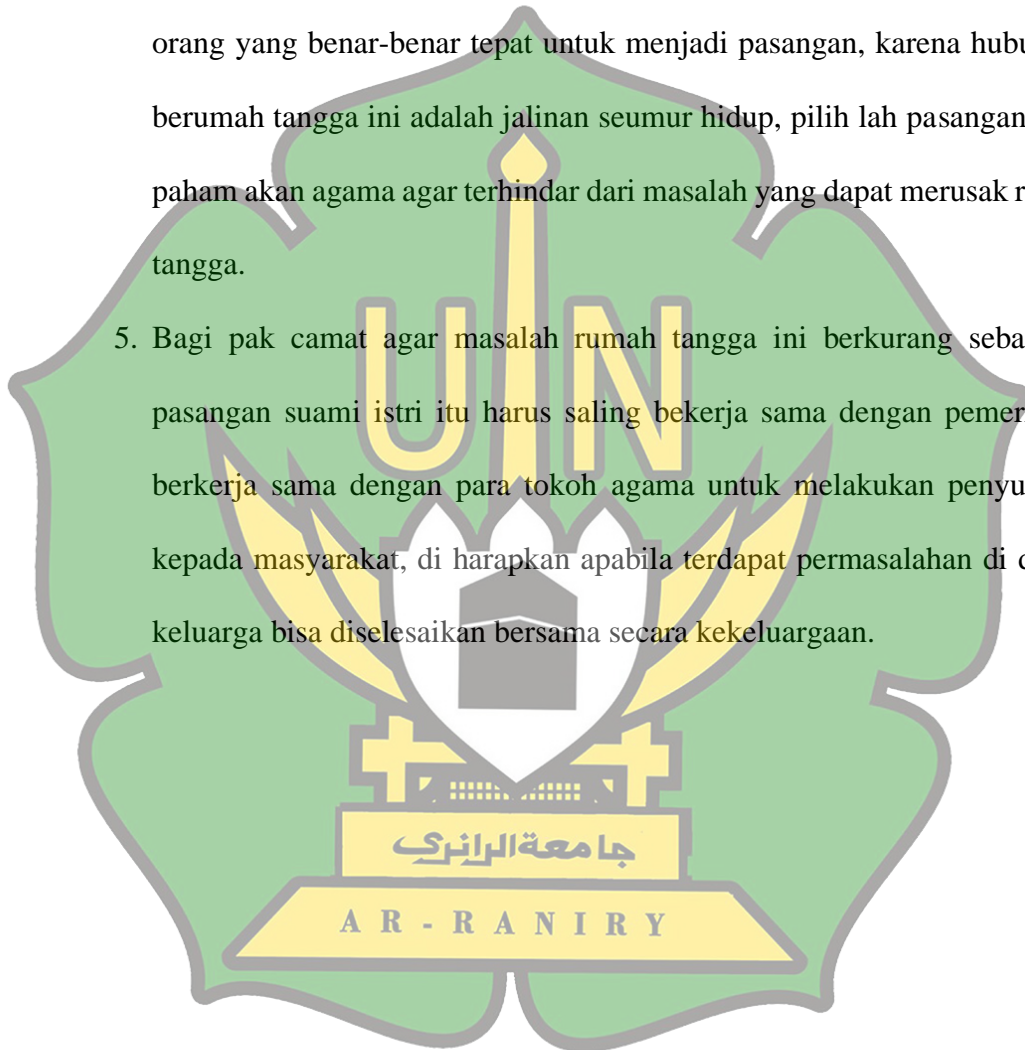 orang yang benar-benar tepat untuk menjadi pasangan, karena hubu
berumah tangga ini adalah jalinan seumur hidup, pilih lah pasangan
paham akan agama agar terhindar dari masalah yang dapat merusak r
tangga.
5. Bagi pak camat agar masalah rumah tangga ini berkurang seba
pasangan suami istri itu harus saling bekerja sama dengan pemer
berkerja sama dengan para tokoh agama untuk melakukan penyu
kepada masyarakat, di harapkan apabila terdapat permasalahan di d
keluarga bisa diselesaikan bersama secara kekeluargaan.
UIN
جامعة الرانري
AR-RANIRY